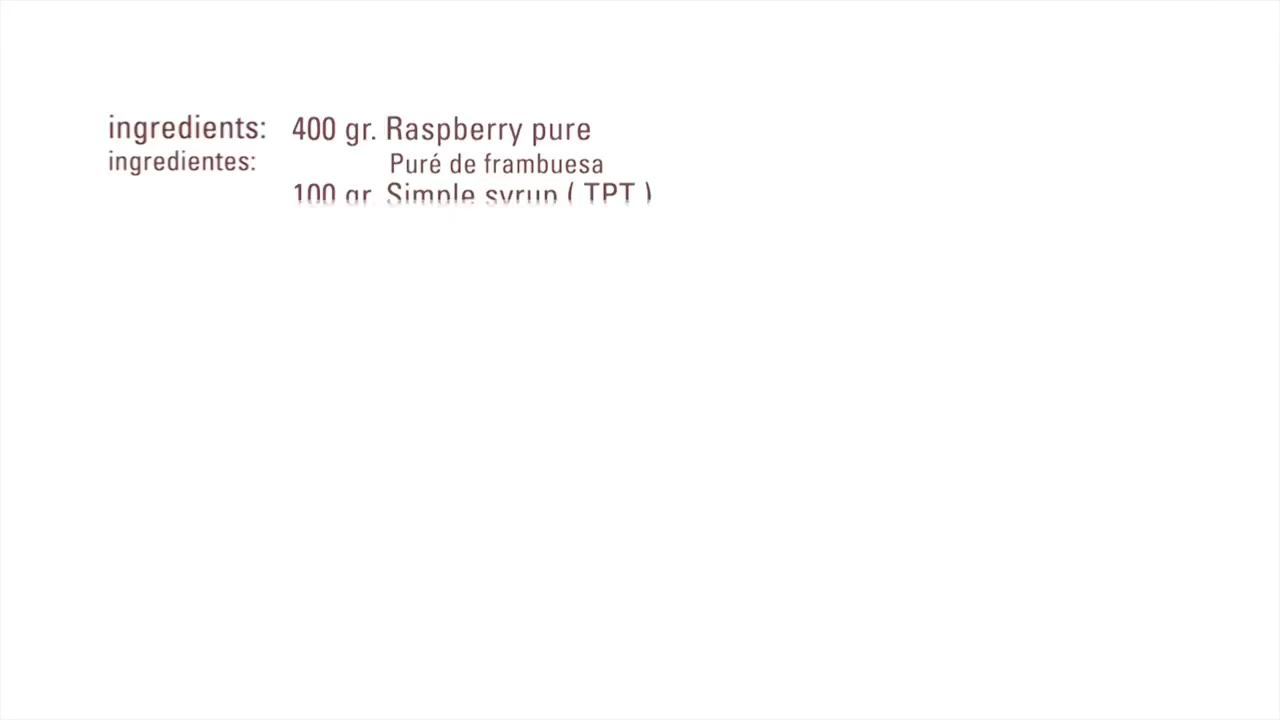 ingredients: 400 gr. Raspberry pure
ingredientes: Puré de frambuesa
100 gr. Simple syrup ( TPT )